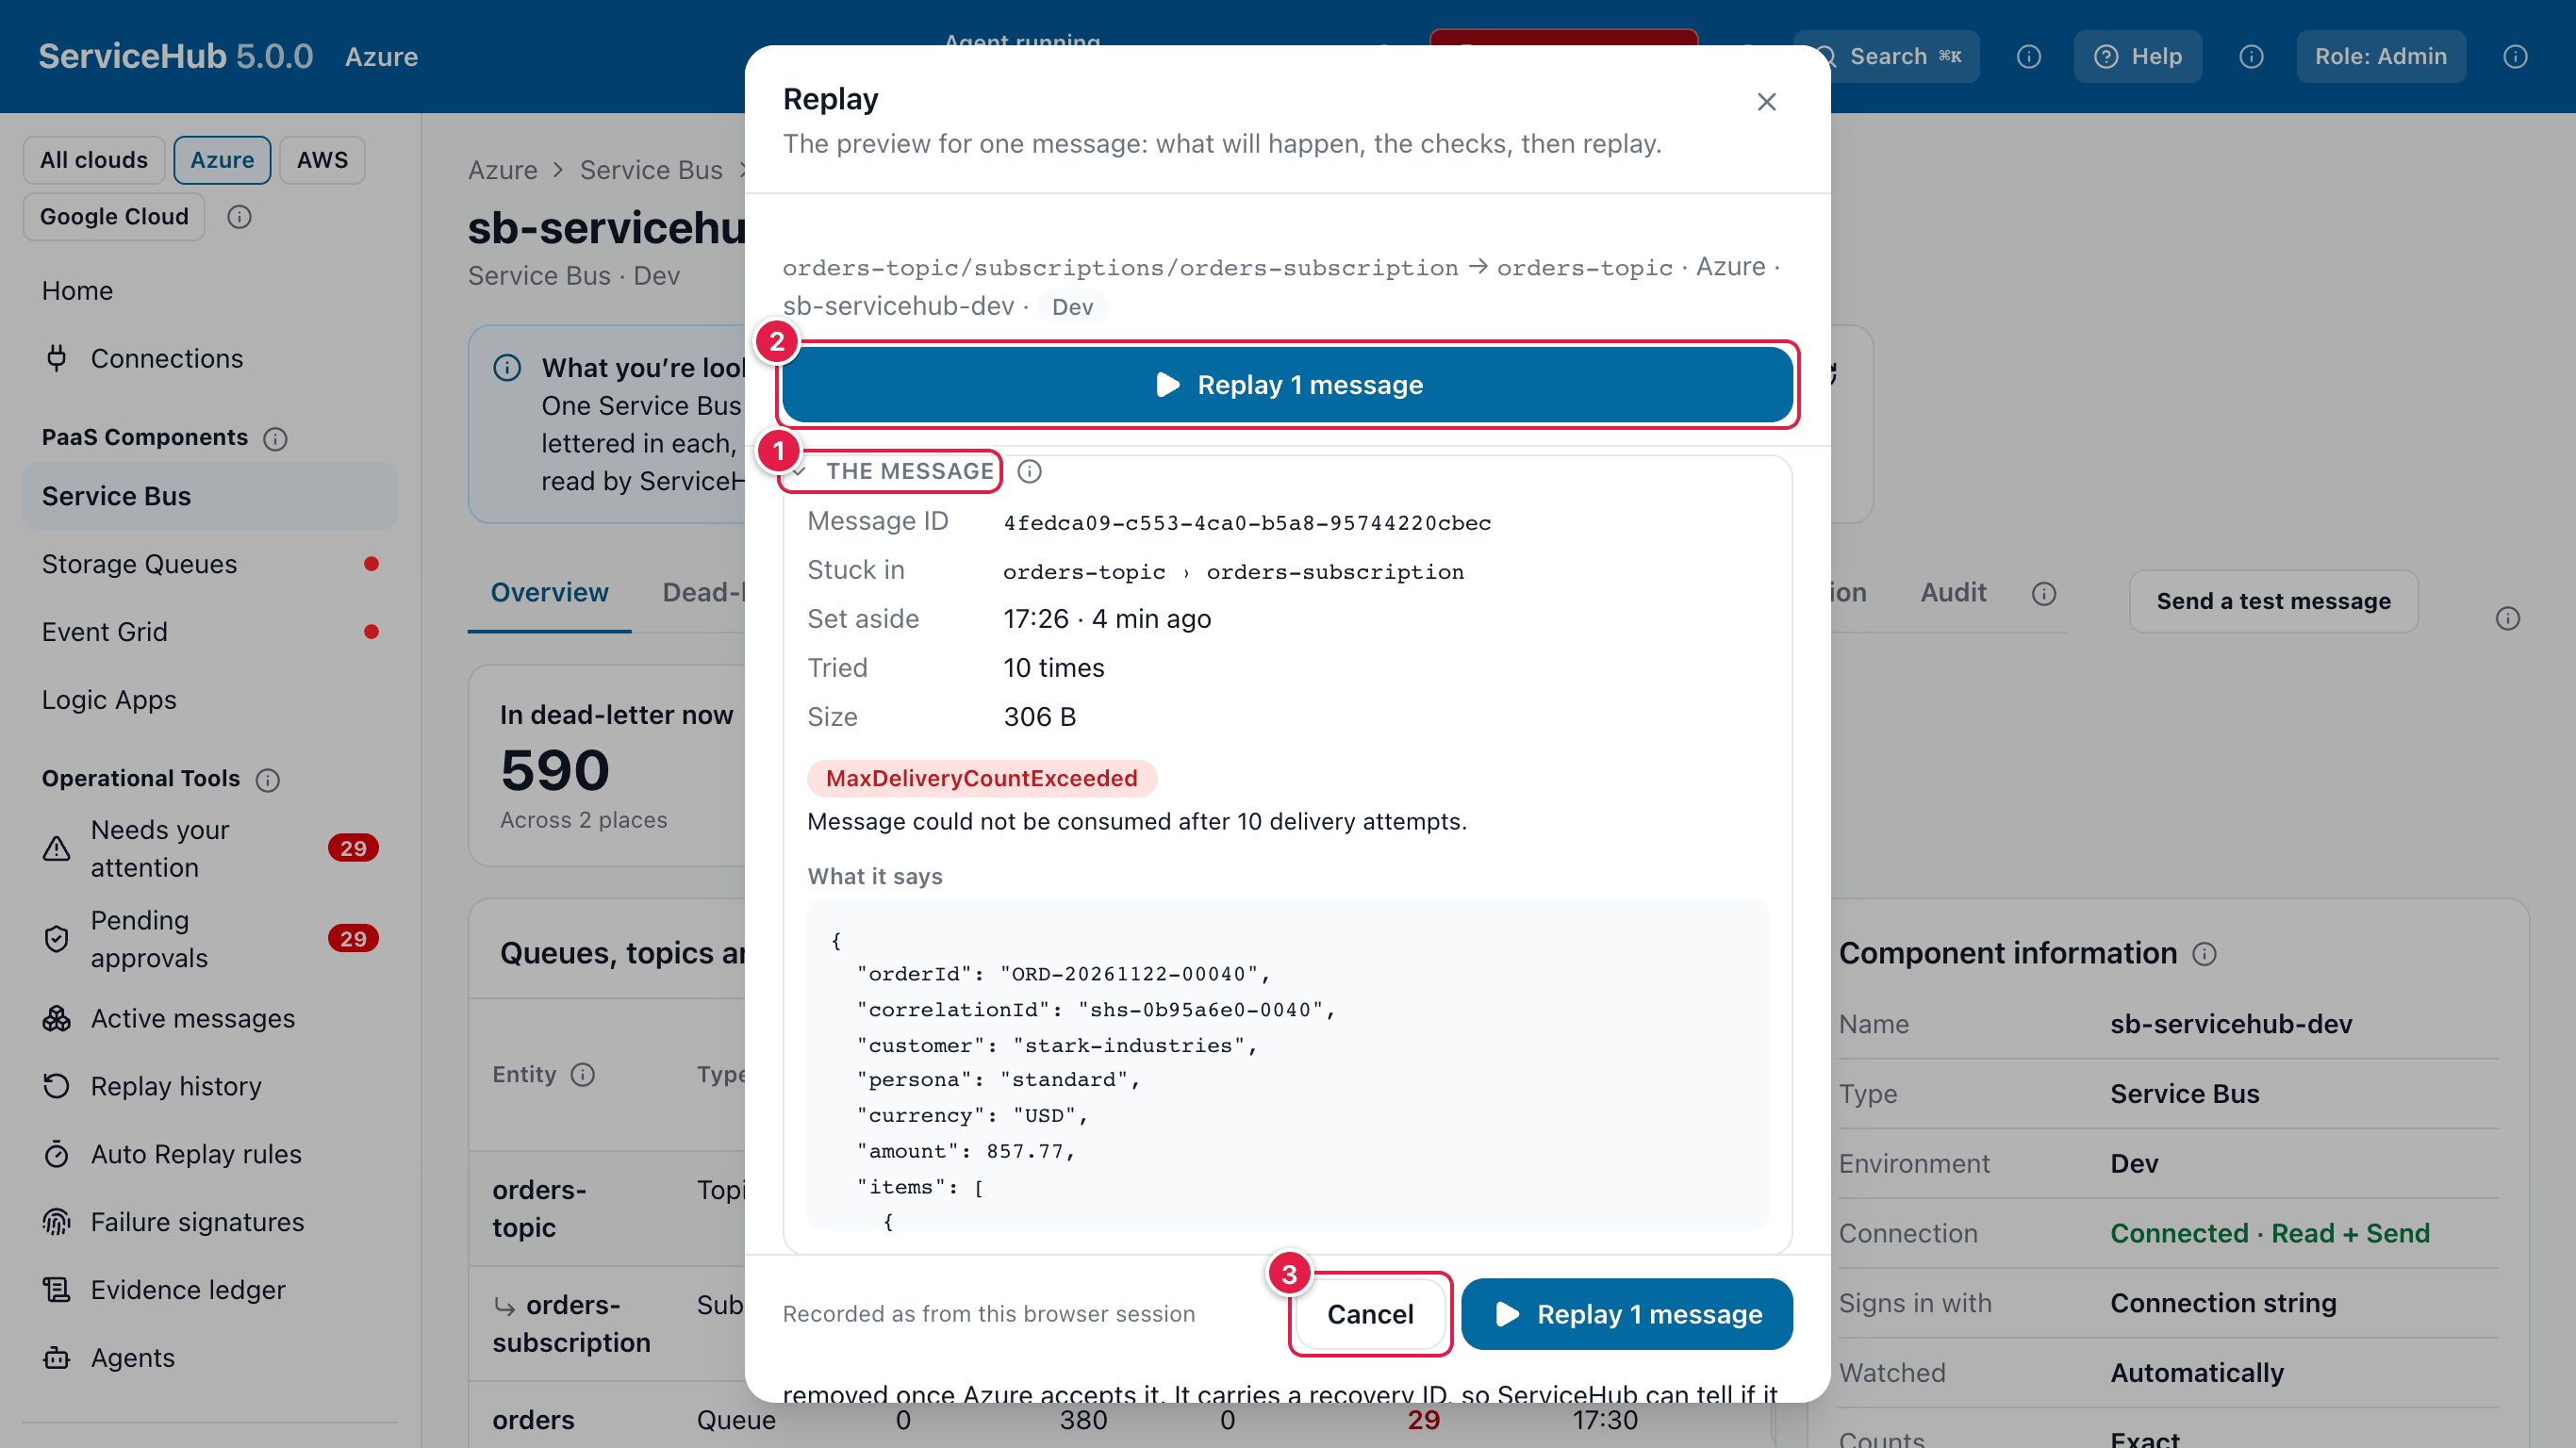 ServiceHub 5.0.0 Azure
Agent running
Search ⌘K
Help
Role: Admin
All clouds
Azure
AWS
Google Cloud
Home
Connections
PaaS Components
Service Bus
Storage Queues
Event Grid
Logic Apps
Operational Tools
Needs your
attention
29
Pending
approvals
29
Active messages
Replay history
Auto Replay rules
Failure signatures
Evidence ledger
Agents
Azure > Service Bus >
sb-servicehu
Service Bus · Dev
What you're
One Service Bus
lettered in each,
read by
Overview
Audit
Send a test message
In dead-letter now
590
Across 2 places
Queues, topics
Entity
Type
orders-
topic
↳ orders-
subscription
orders
Queue
0
380
0
29
17:30
Replay
The preview for one message: what will happen, the checks, then replay.
orders-topic/subscriptions/orders-subscription → orders-topic · Azure ·
sb-servicehub-dev · Dev
2
Replay 1 message
1
THE MESSAGE
Message ID 4fedca09-c553-4ca0-b5a8-95744220cbec
Stuck in orders-topic › orders-subscription
Set aside 17:26 · 4 min ago
Tried 10 times
Size 306 B
MaxDeliveryCountExceeded
Message could not be consumed after 10 delivery attempts.
What it says
{
"orderId": "ORD-20261122-00040",
"correlationId": "shs-0b95a6e0-0040",
"customer": "stark-industries",
"persona": "standard",
"currency": "USD",
"amount": 857.77,
"items": [
{
Recorded as from this browser session
3
Cancel
Replay 1 message
removed once Azure accepts it. It carries a recovery ID, so ServiceHub can tell if it
Component information
Name sb-servicehub-dev
Type Service Bus
Environment Dev
Connection Connected · Read + Send
Signs in with Connection string
Watched Automatically
Counts Exact